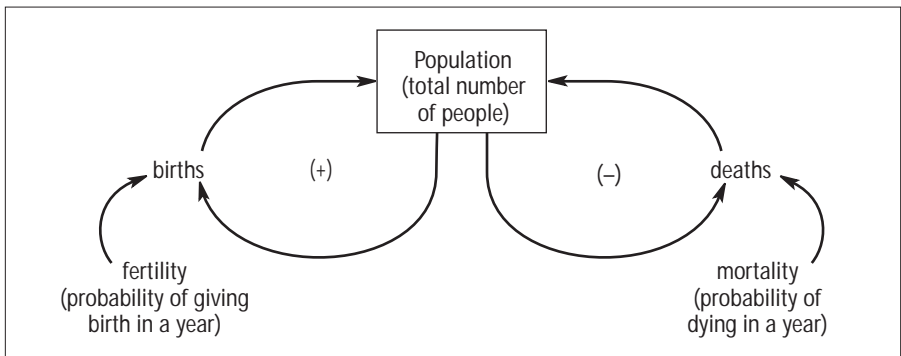 Population
(total number
of people)
births
(+)
(–)
deaths
fertility
(probability of giving
birth in a year)
mortality
(probability of
dying in a year)